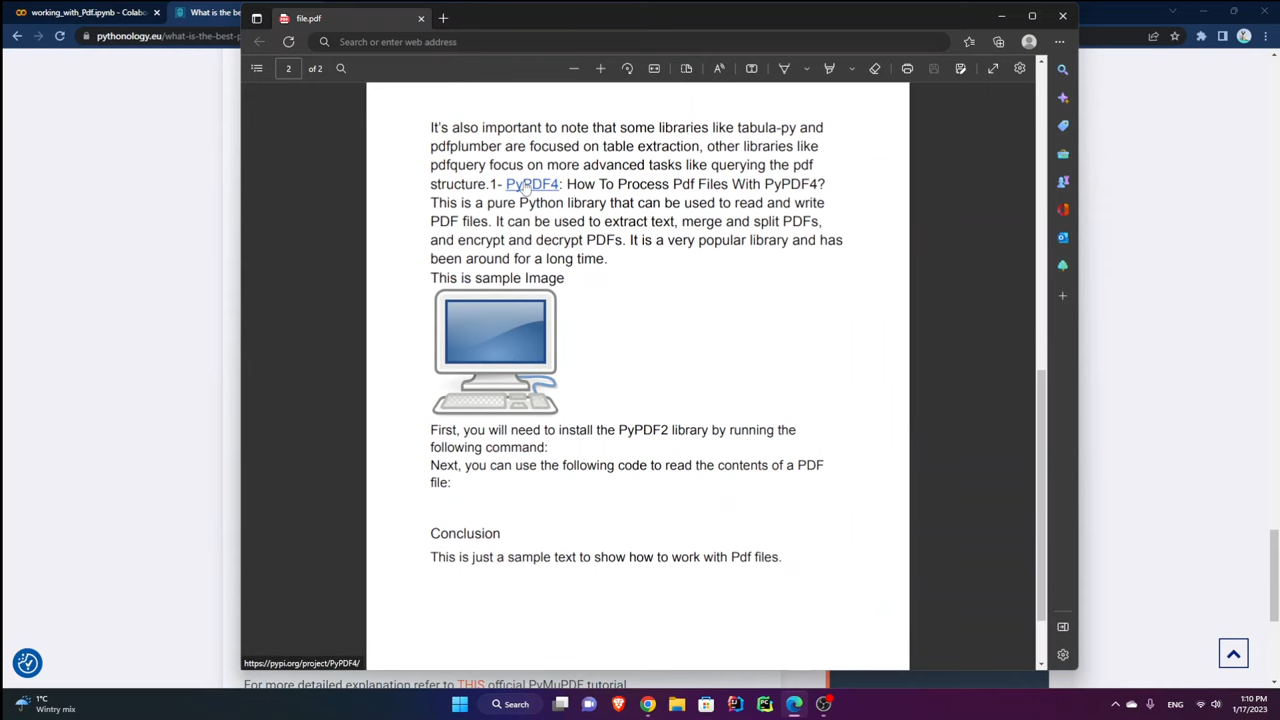 working_with_Pdf.ipynb - Colab
What is the best
file.pdf
pythonology.eu/what-is-the-best-p
Search or enter web address
2 of 2
It's also important to note that some libraries like tabula-py and
pdfplumber are focused on table extraction, other libraries like
pdfquery focus on more advanced tasks like querying the pdf
structure.1- PyPDF4: How To Process Pdf Files With PyPDF4?
This is a pure Python library that can be used to read and write
PDF files. It can be used to extract text, merge and split PDFs,
and encrypt and decrypt PDFs. It is a very popular library and has
been around for a long time.
This is sample Image
First, you will need to install the PyPDF2 library by running the
following command:
Next, you can use the following code to read the contents of a PDF
file:
Conclusion
This is just a sample text to show how to work with Pdf files.
https://pypi.org/project/PyPDF4/
For more detailed explanation refer to THIS official PyMuPDF tutorial
1°C
Wintry mix
Search
ENG
1:10 PM
1/17/2023